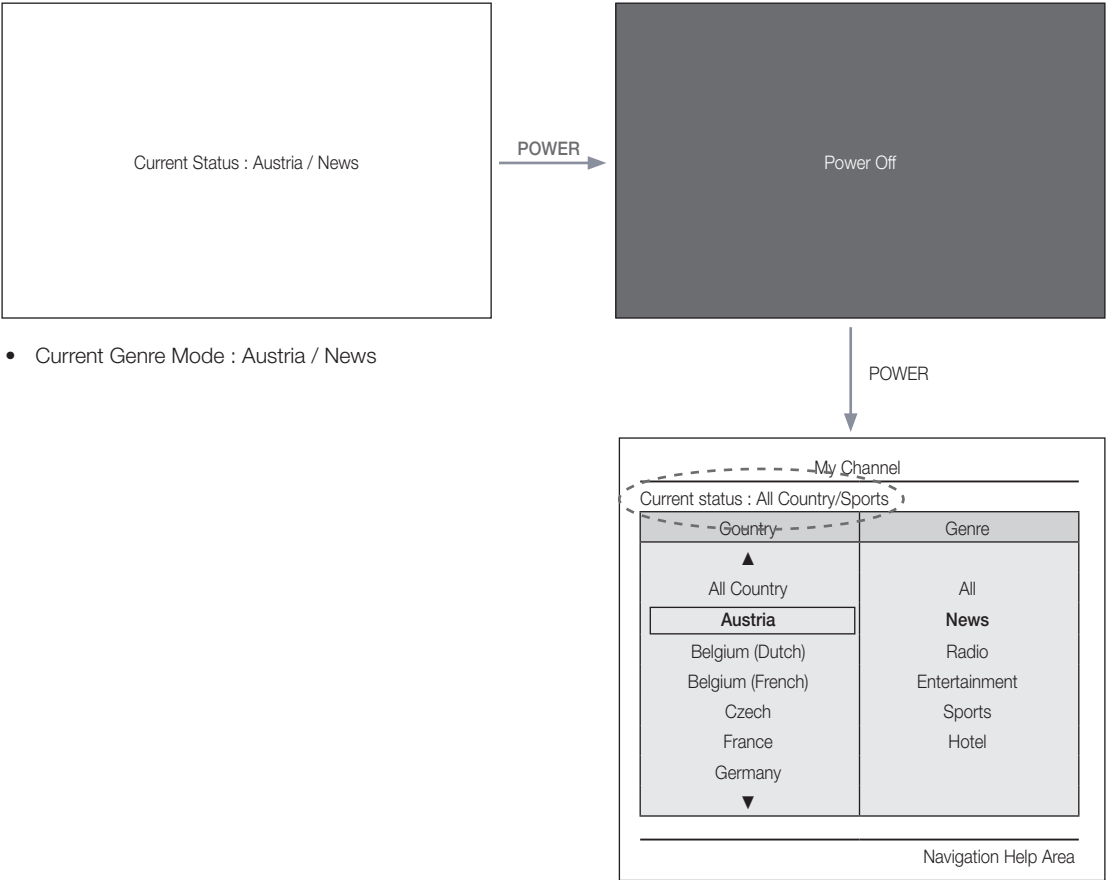 Current Status : Austria / News
POWER
Power Off
• Current Genre Mode : Austria / News
POWER
My Channel
Current status : All Country/Sports
Country Genre
▲
All Country All
Austria News
Belgium (Dutch) Radio
Belgium (French) Entertainment
Czech Sports
France Hotel
Germany
▼
Navigation Help Area